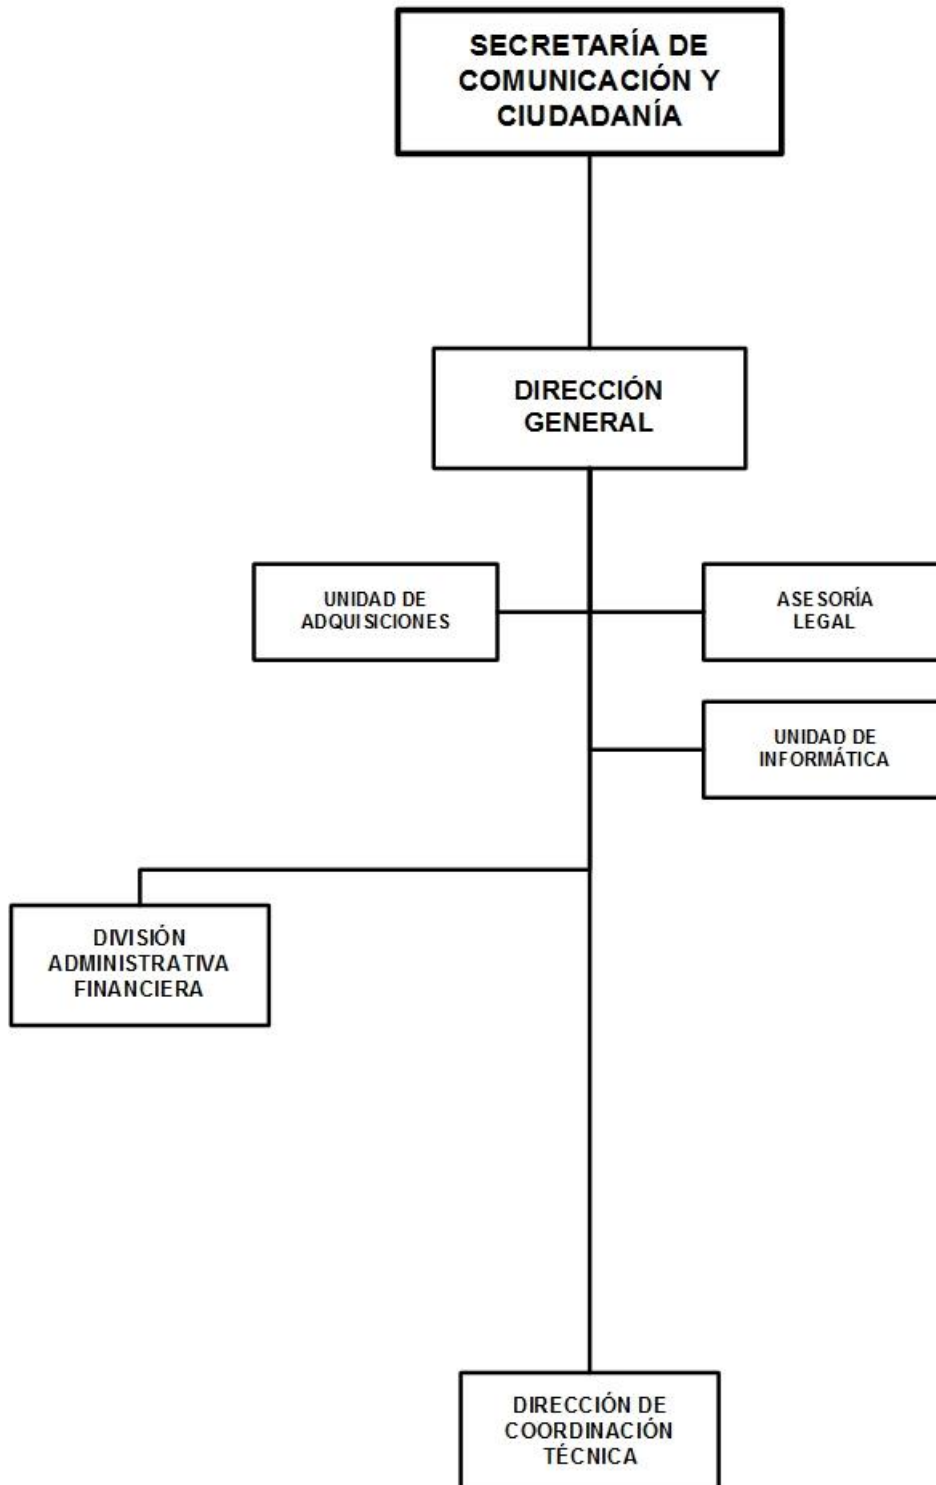 SECRETARÍA DE
COMUNICACIÓN Y
CIUDADANÍA
DIRECCIÓN
GENERAL
UNIDAD DE
ADQUISICIONES
ASESORÍA
LEGAL
UNIDAD DE
INFORMÁTICA
DIVISIÓN
ADMINISTRATIVA
FINANCIERA
DIRECCIÓN DE
COORDINACIÓN
TÉCNICA